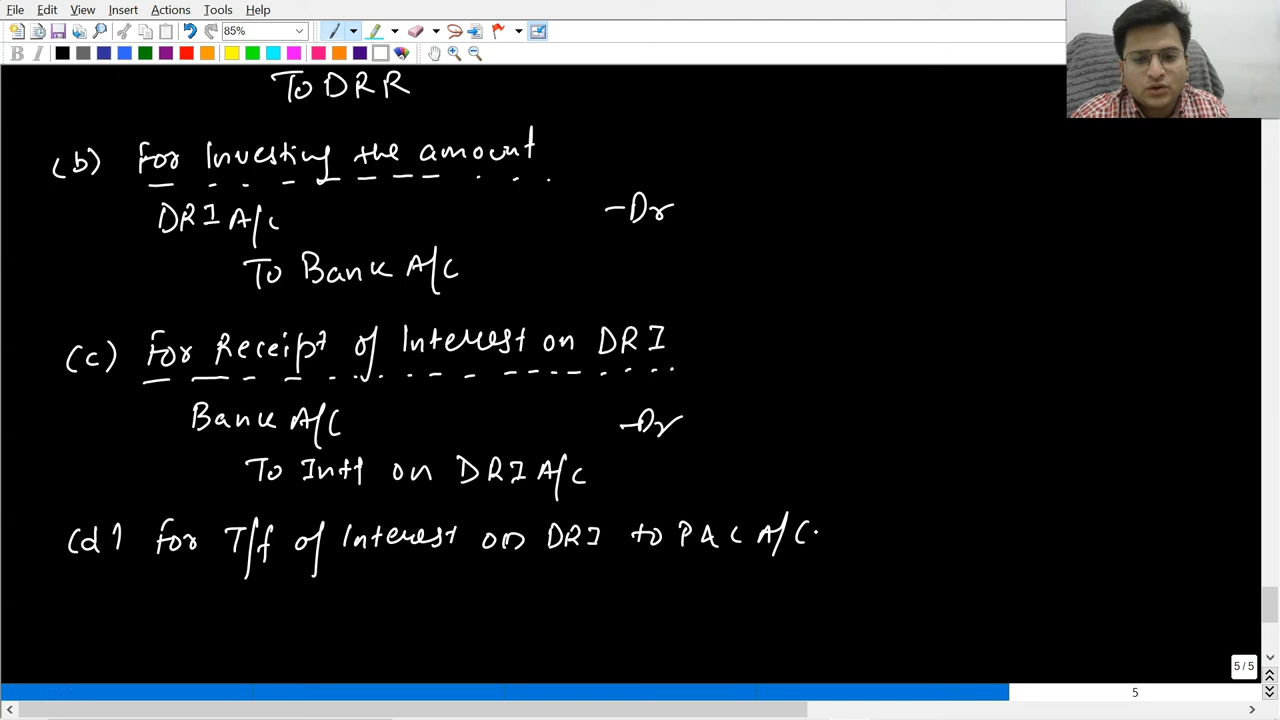 File Edit View Insert Actions Tools Help
85%
B I U
To DRR
(b) For Investing the amount
DRI A/C -Dr
To Bank A/C
(c) For Receipt of Interest on DRI
Bank A/C -Dr
To Intt on DRI A/C
(d) For T/f of Interest on DRI to P&L A/C.
5 / 5
5